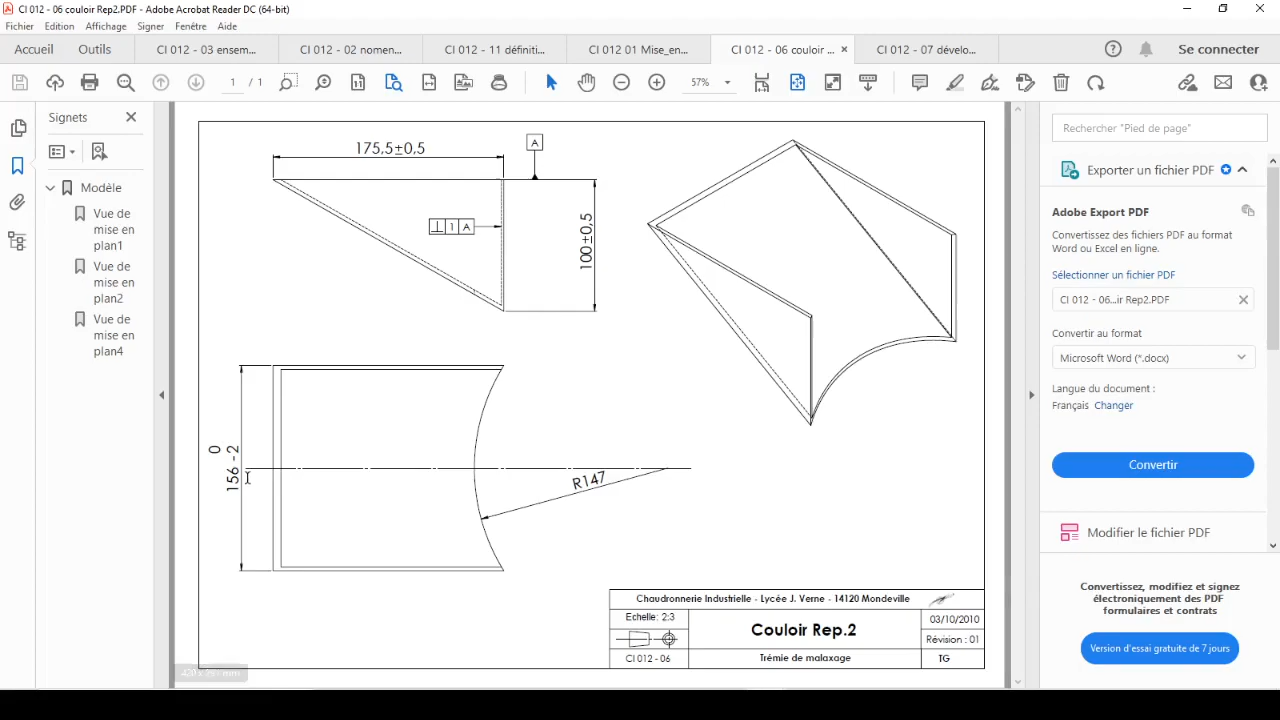 CI 012 - 06 couloir Rep2.PDF - Adobe Acrobat Reader DC (64-bit)
Fichier Edition Affichage Signer Fenêtre Aide
Accueil Outils CI 012 - 03 ensem... CI 012 - 02 nomen... CI 012 - 11 définiti... CI 012 01 Mise_en... CI 012 - 06 couloir ... × CI 012 - 07 dévelo... Se connecter
1 / 1 57%
Signets
Modèle
Vue de
mise en
plan1
Vue de
mise en
plan2
Vue de
mise en
plan4
175,5±0,5
A
⊥ 1 A
100±0,5
0
156 -2
R147
Chaudronnerie Industrielle - Lycée J. Verne - 14120 Mondeville
Echelle: 2:3
Couloir Rep.2
03/10/2010
Révision : 01
CI 012 - 06
Trémie de malaxage
TG
Rechercher "Pied de page"
Exporter un fichier PDF
Adobe Export PDF
Convertissez des fichiers PDF au format
Word ou Excel en ligne.
Sélectionner un fichier PDF
CI 012 - 06...ir Rep2.PDF
Convertir au format
Microsoft Word (*.docx)
Langue du document :
Français Changer
Convertir
Modifier le fichier PDF
Convertissez, modifiez et signez
électroniquement des PDF
formulaires et contrats
Version d'essai gratuite de 7 jours